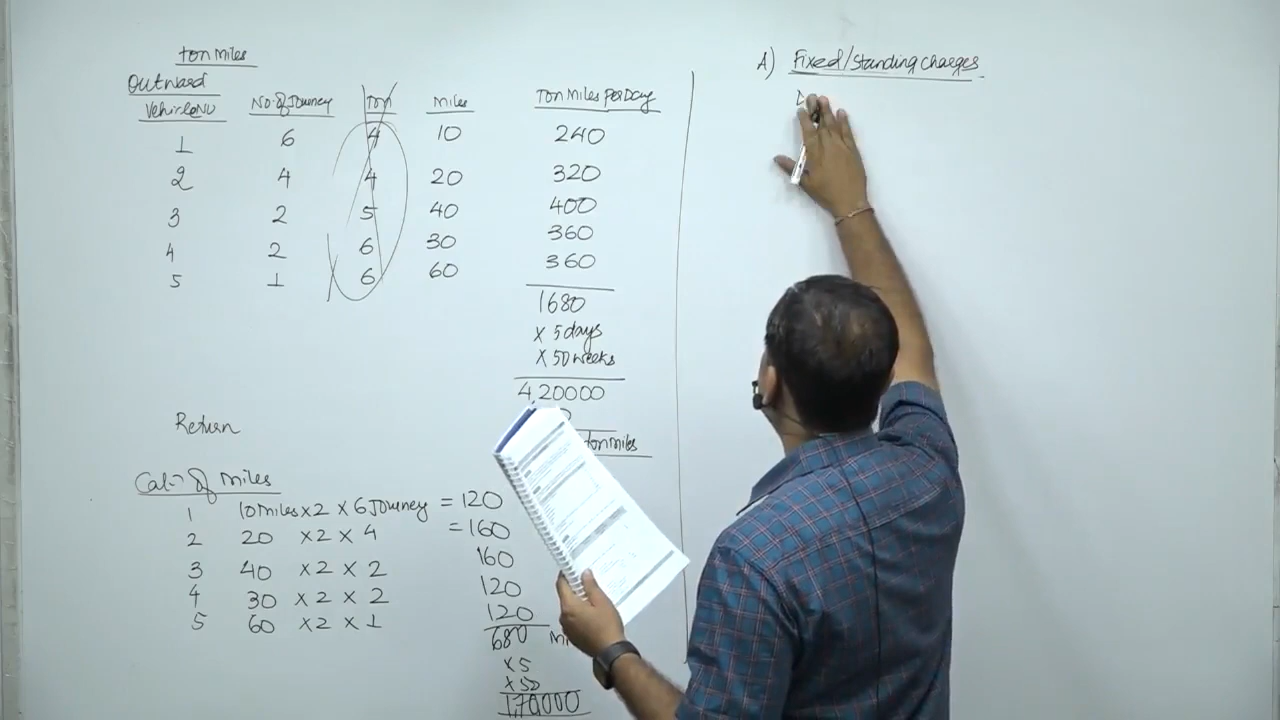 Ton Miles
Outward
Vehicle No No. of Journey Ton Miles Ton Miles Per Day
1 6 4 10 240
2 4 4 20 320
3 2 5 40 400
4 2 6 30 360
5 1 6 60 360
1680
× 5 days
× 50 weeks
4,20000
0
ton miles
Return
Cal. of Miles
1 10 Miles × 2 × 6 Journey = 120
2 20 × 2 × 4 = 160
3 40 × 2 × 2 160
4 30 × 2 × 2 120
5 60 × 2 × 1 120
680
× 5
× 50
1,70,000
A) Fixed/Standing charges